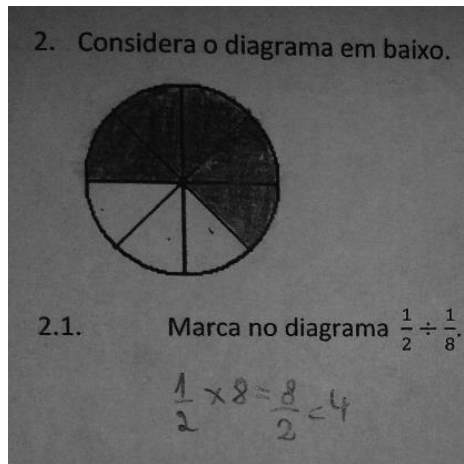 2. Considera o diagrama em baixo.
2.1. Marca no diagrama 1/2 ÷ 1/8.
1/2 × 8 = 8/2 = 4